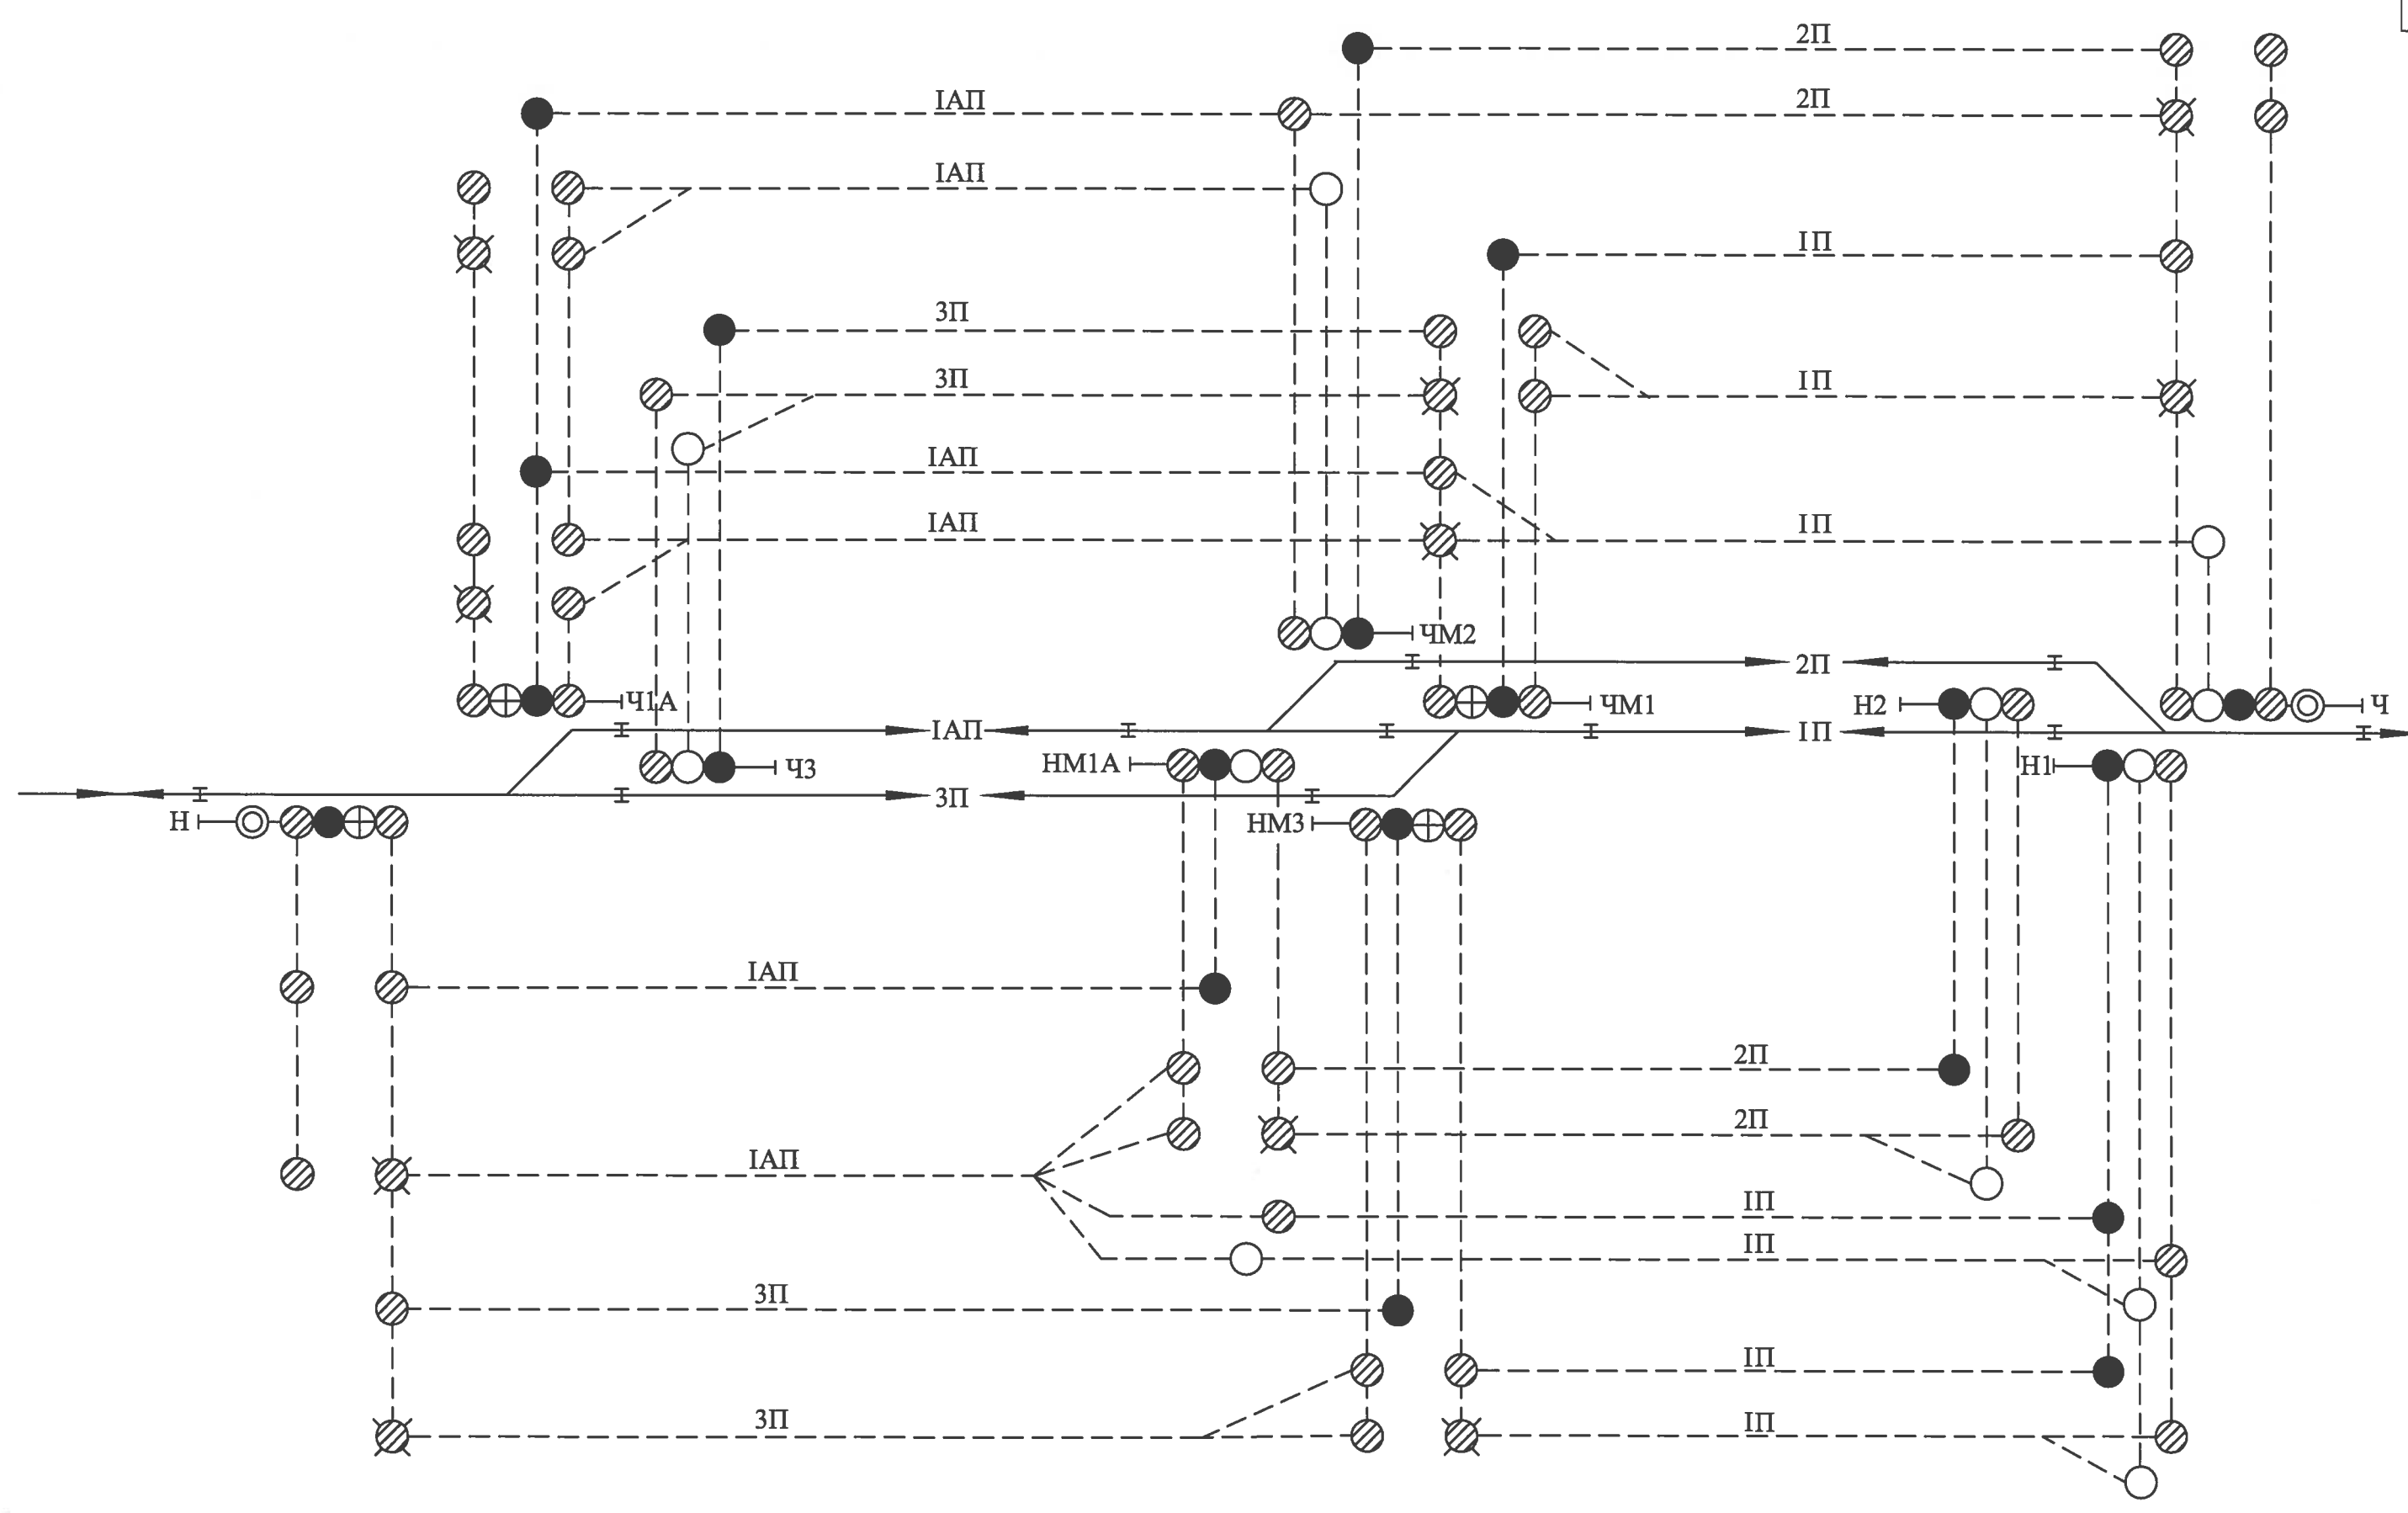 2П
IАП 2П
IАП
IП
3П
3П IП
IАП
IАП IП
ЧМ2
2П
Ч1А ЧМ1 Н2 Ч
IАП IП
Ч3 НМ1А Н1
3П
Н НМ3
IАП
2П
2П
IАП
IП
IП
3П
IП
3П IП